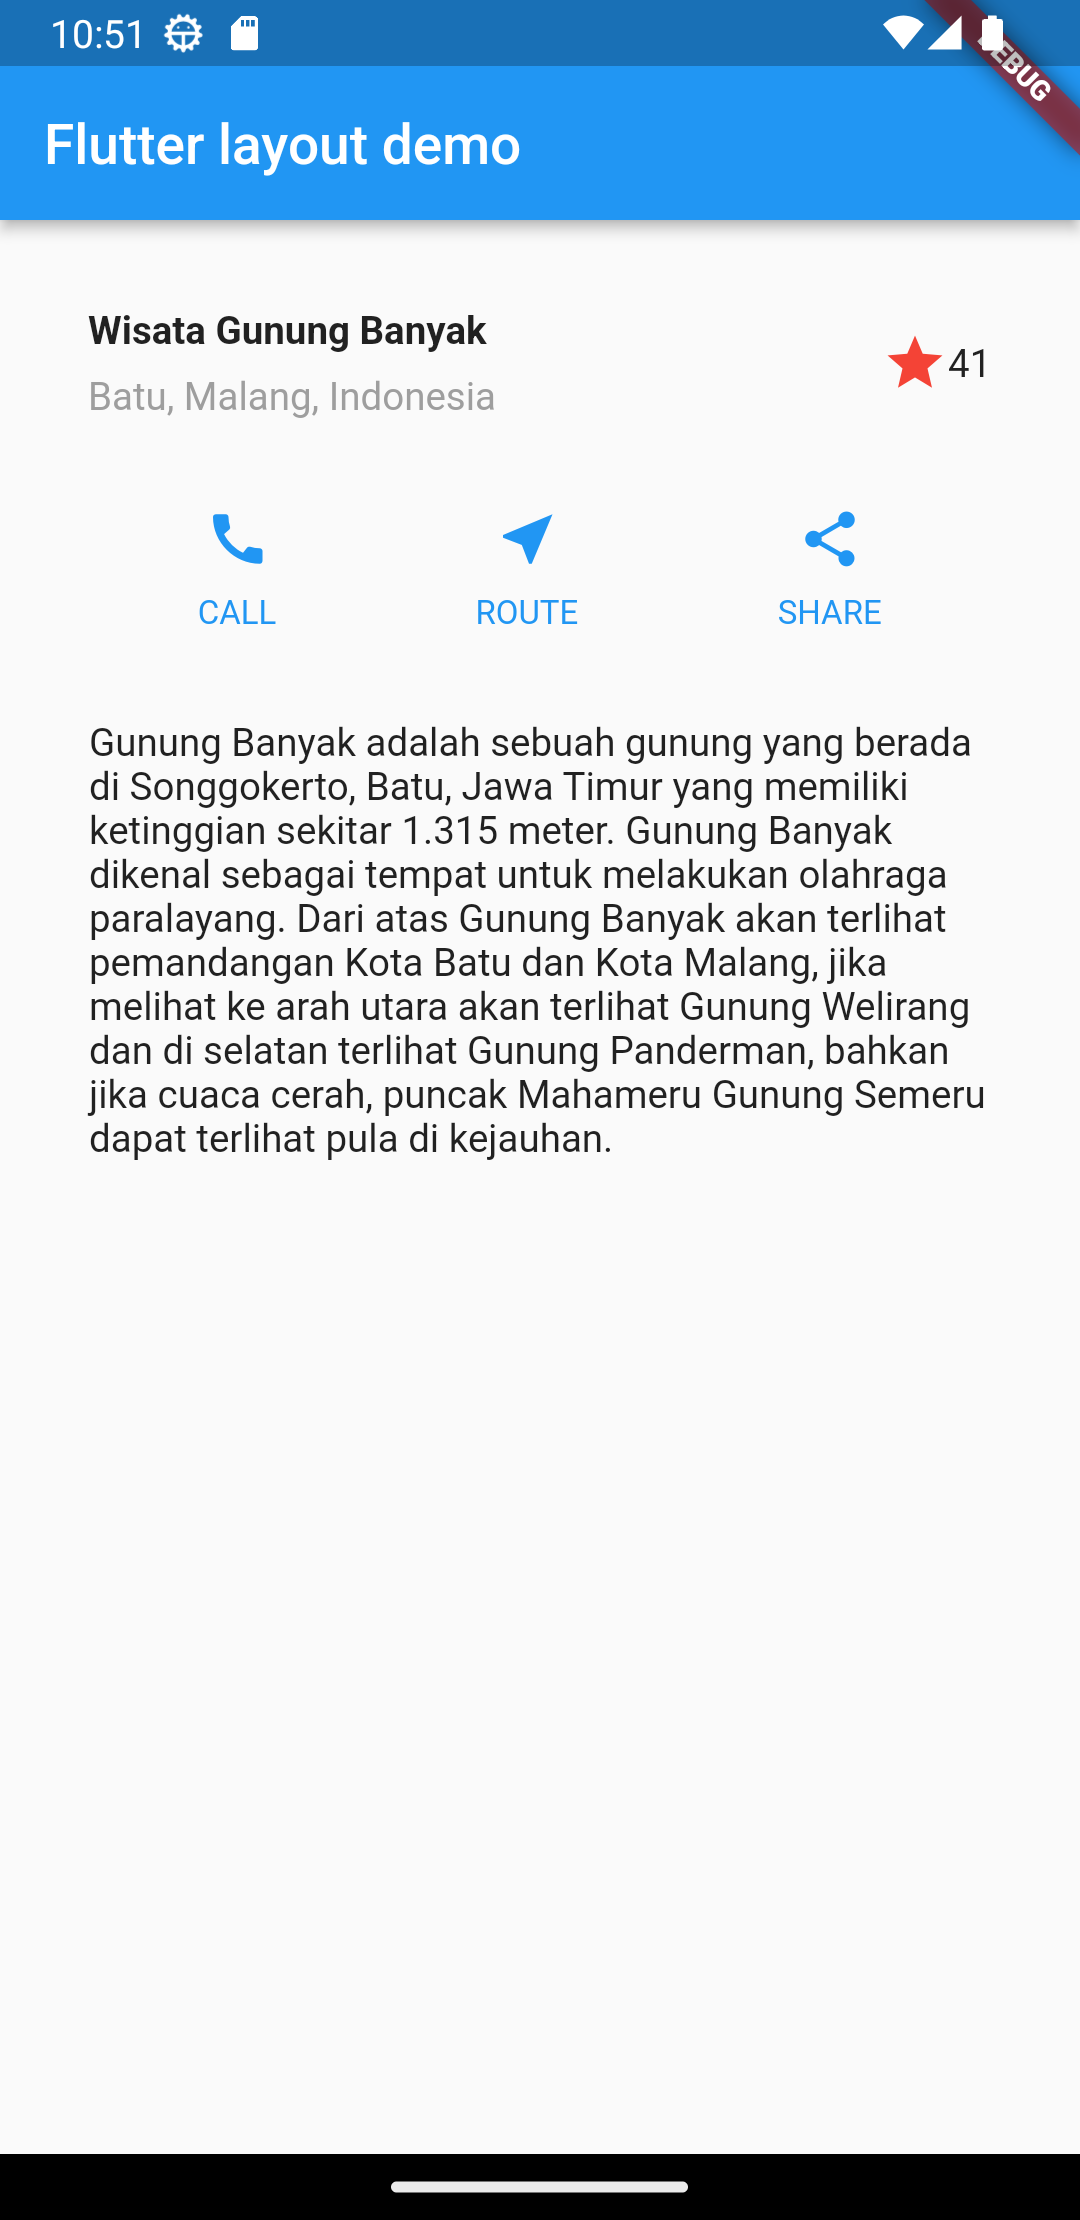 10:51
DEBUG
Flutter layout demo
Wisata Gunung Banyak
41
Batu, Malang, Indonesia
CALL ROUTE SHARE
Gunung Banyak adalah sebuah gunung yang berada
di Songgokerto, Batu, Jawa Timur yang memiliki
ketinggian sekitar 1.315 meter. Gunung Banyak
dikenal sebagai tempat untuk melakukan olahraga
paralayang. Dari atas Gunung Banyak akan terlihat
pemandangan Kota Batu dan Kota Malang, jika
melihat ke arah utara akan terlihat Gunung Welirang
dan di selatan terlihat Gunung Panderman, bahkan
jika cuaca cerah, puncak Mahameru Gunung Semeru
dapat terlihat pula di kejauhan.